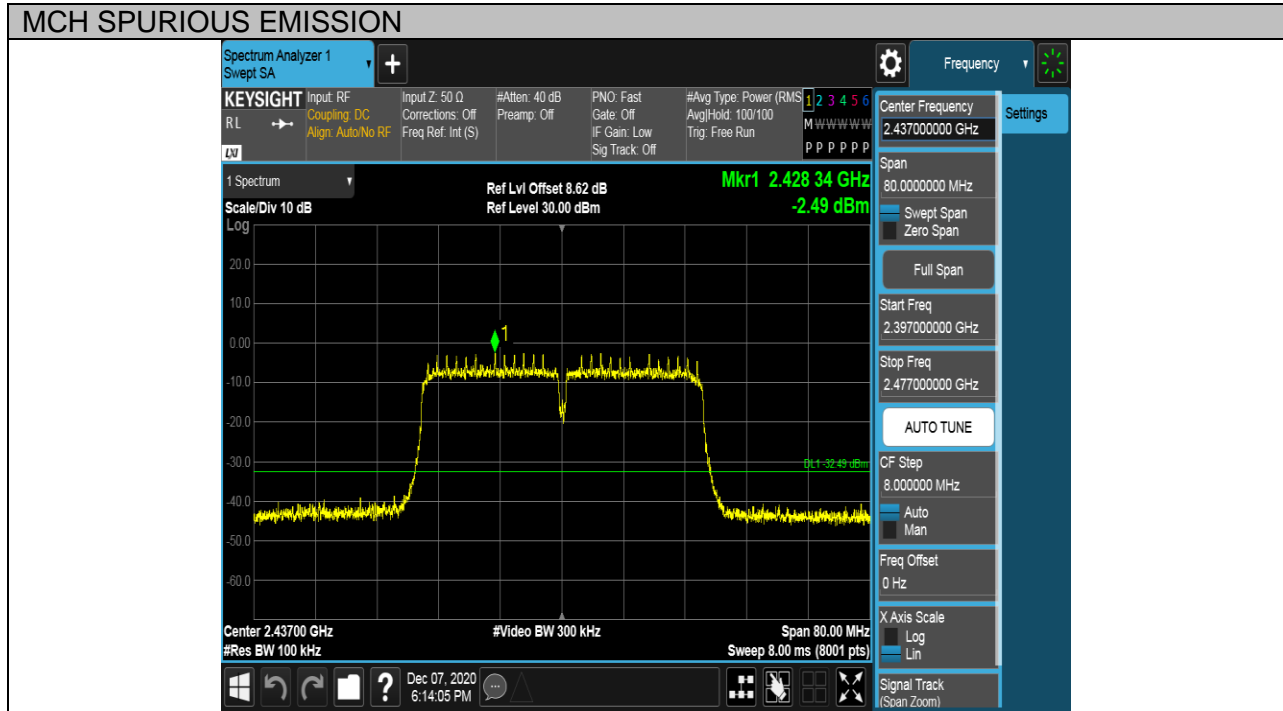 MCH SPURIOUS EMISSION
Spectrum Analyzer 1
Swept SA
+
Frequency
KEYSIGHT
RL
LXI
Input: RF
Coupling: DC
Align: Auto/No RF
Input Z: 50 Ω
Corrections: Off
Freq Ref: Int (S)
#Atten: 40 dB
Preamp: Off
PNO: Fast
Gate: Off
IF Gain: Low
Sig Track: Off
#Avg Type: Power (RMS
Avg|Hold: 100/100
Trig: Free Run
1 2 3 4 5 6
M W W W W W
P P P P P P
1 Spectrum
Scale/Div 10 dB
Ref Lvl Offset 8.62 dB
Ref Level 30.00 dBm
Mkr1 2.428 34 GHz
-2.49 dBm
Log
20.0
10.0
0.00
-10.0
-20.0
-30.0
-40.0
-50.0
-60.0
1
DL1 -32.49 dBm
Center 2.43700 GHz
#Res BW 100 kHz
#Video BW 300 kHz
Span 80.00 MHz
Sweep 8.00 ms (8001 pts)
?
Dec 07, 2020
6:14:05 PM
Center Frequency
2.437000000 GHz
Settings
Span
80.0000000 MHz
Swept Span
Zero Span
Full Span
Start Freq
2.397000000 GHz
Stop Freq
2.477000000 GHz
AUTO TUNE
CF Step
8.000000 MHz
Auto
Man
Freq Offset
0 Hz
X Axis Scale
Log
Lin
Signal Track
(Span Zoom)